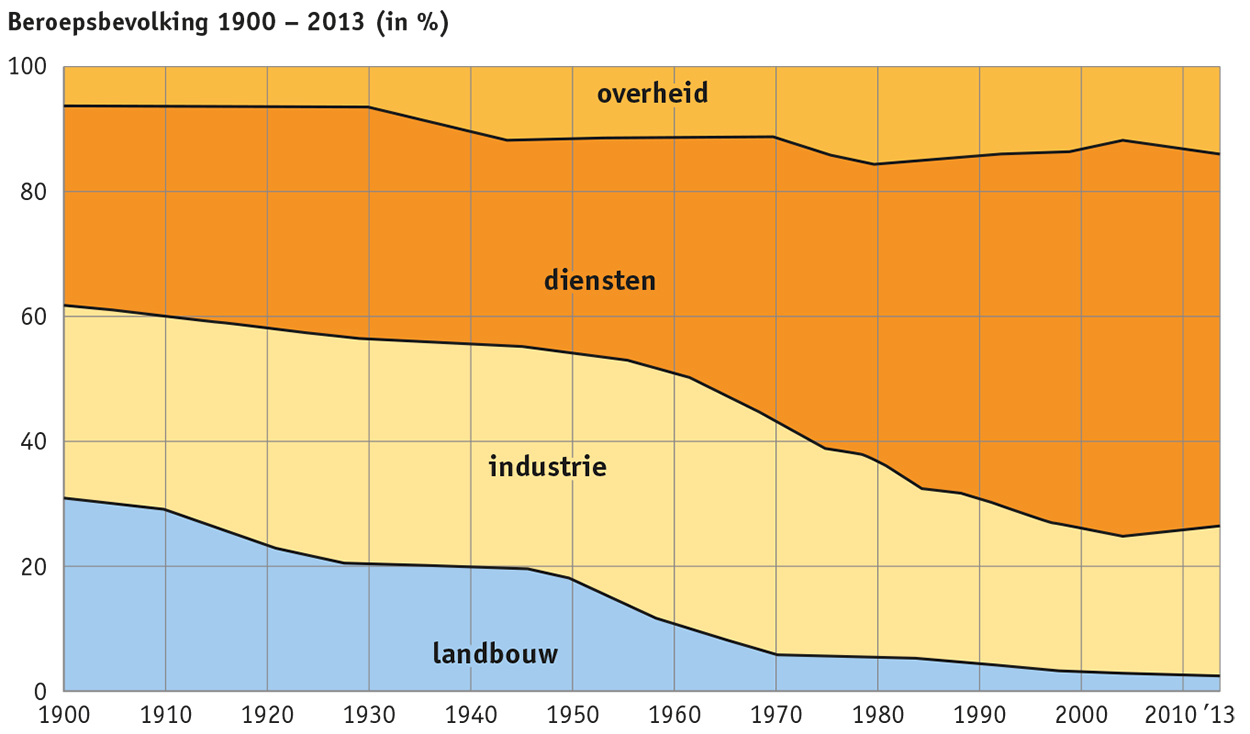 Beroepsbevolking 1900 – 2013 (in %)
100
overheid
80
diensten
60
40
industrie
20
landbouw
0
1900 1910 1920 1930 1940 1950 1960 1970 1980 1990 2000 2010 ’13